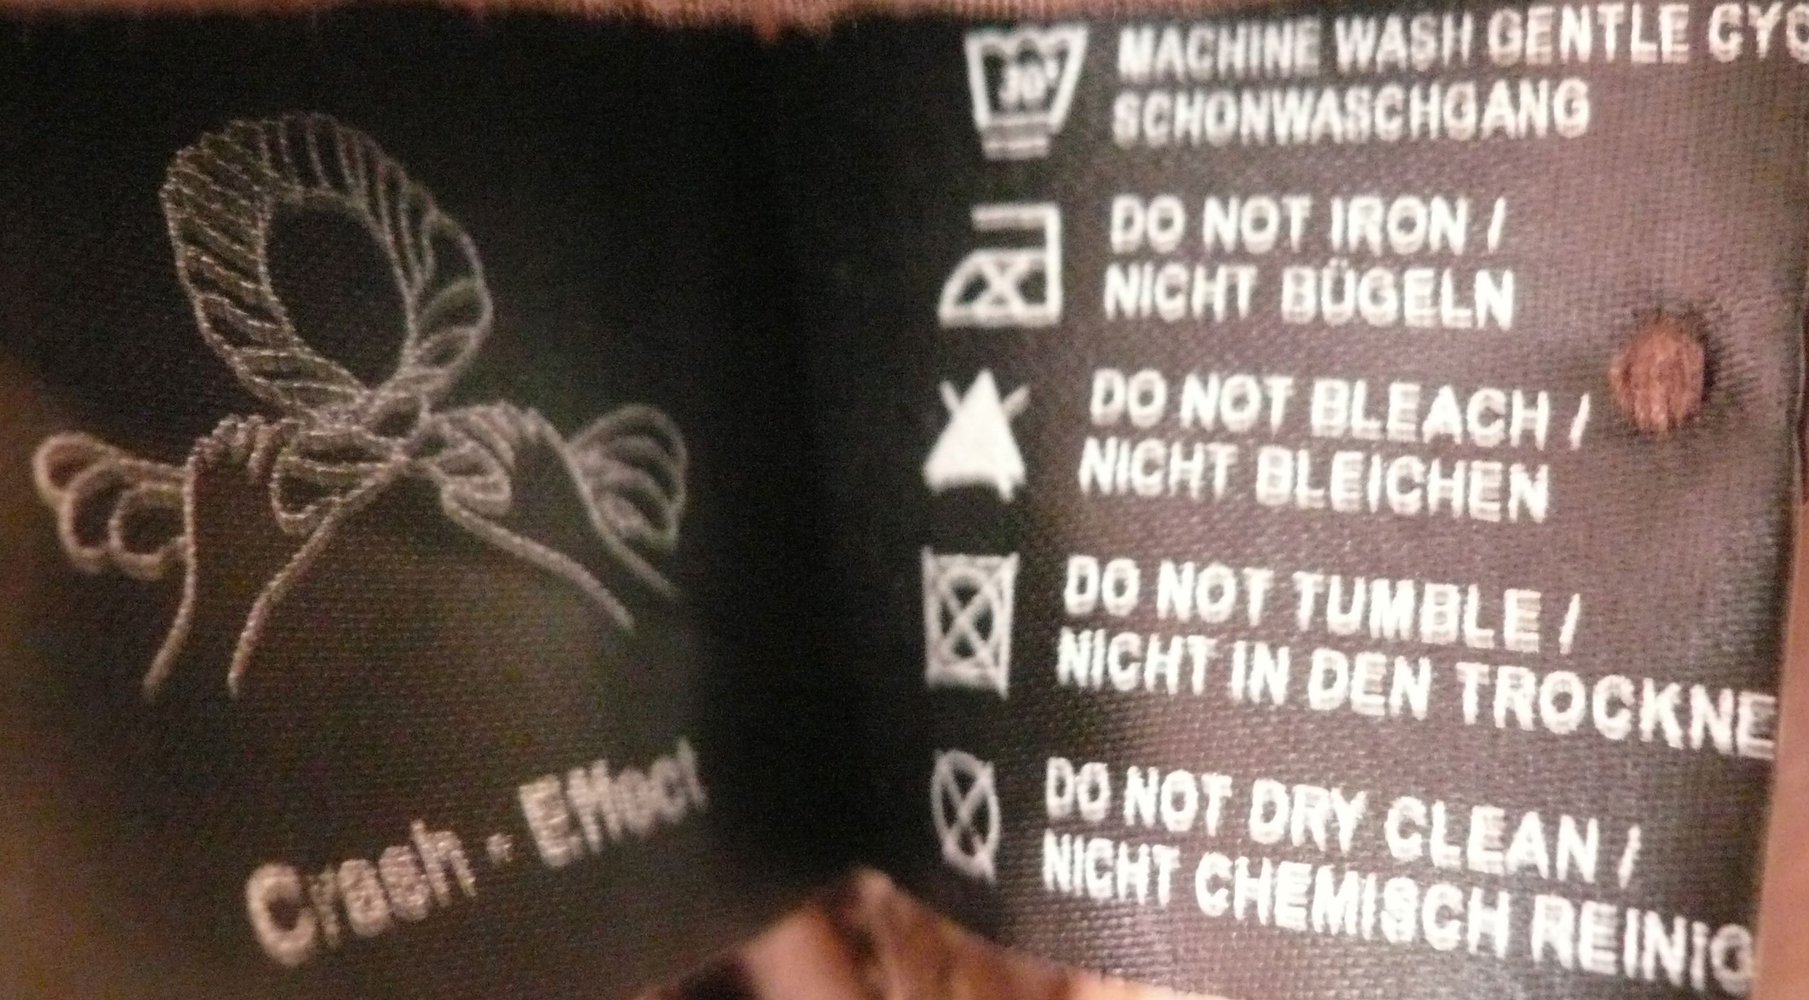 Crash - Effect
30°
MACHINE WASH GENTLE CYC
SCHONWASCHGANG
DO NOT IRON /
NICHT BÜGELN
DO NOT BLEACH /
NICHT BLEICHEN
DO NOT TUMBLE /
NICHT IN DEN TROCKNE
DO NOT DRY CLEAN /
NICHT CHEMISCH REINIG